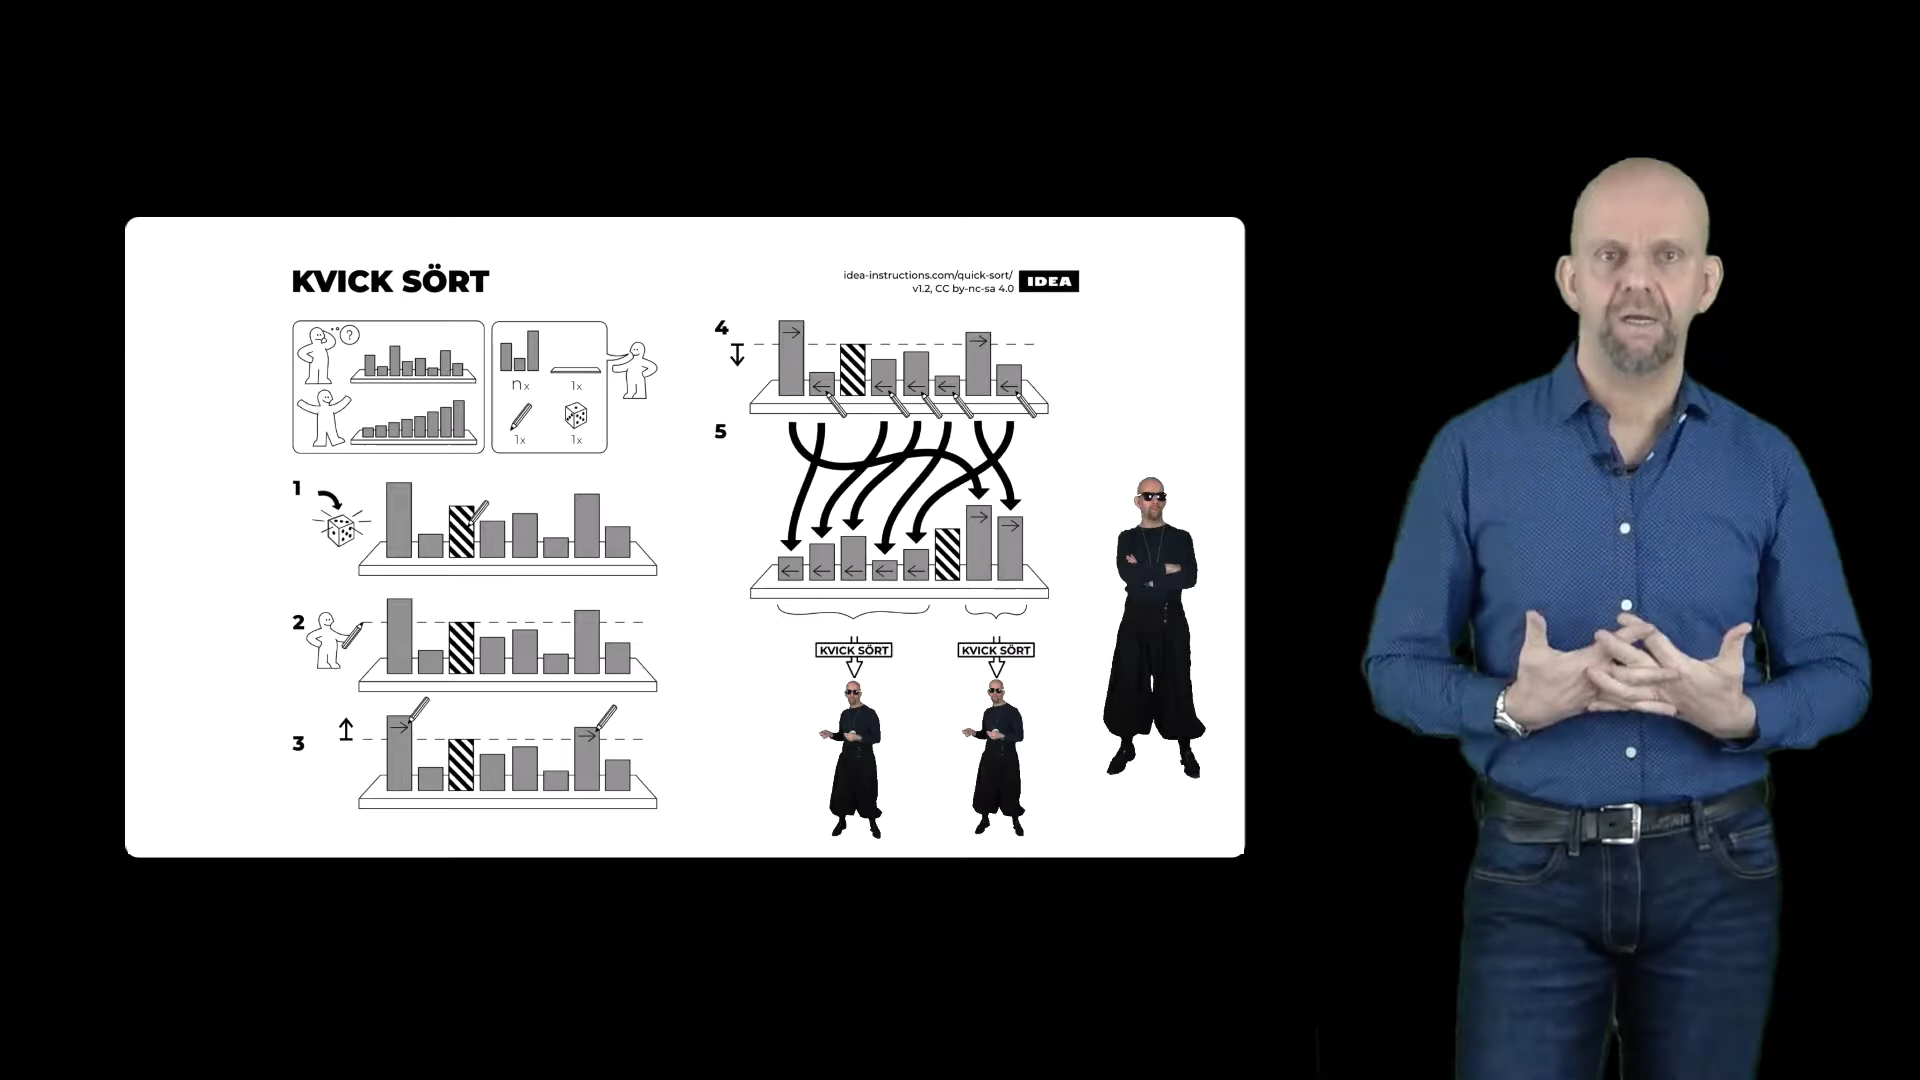 KVICK SÖRT
idea-instructions.com/quick-sort/
v1.2, CC by-nc-sa 4.0
IDEA
?
nx
1x
1x
1x
1
2
3
4
5
KVICK SÖRT
KVICK SÖRT